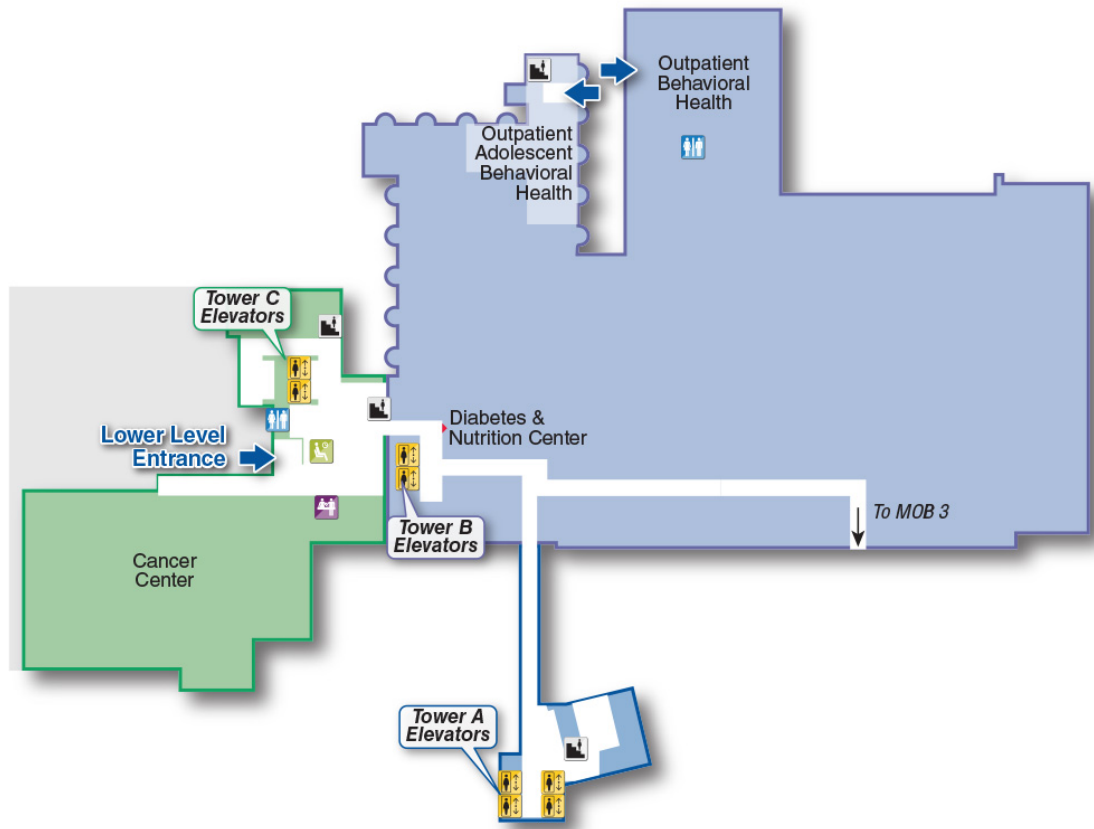 Outpatient
Behavioral
Health
Outpatient
Adolescent
Behavioral
Health
Tower C
Elevators
Diabetes &
Nutrition Center
Lower Level
Entrance
To MOB 3
Tower B
Elevators
Cancer
Center
Tower A
Elevators